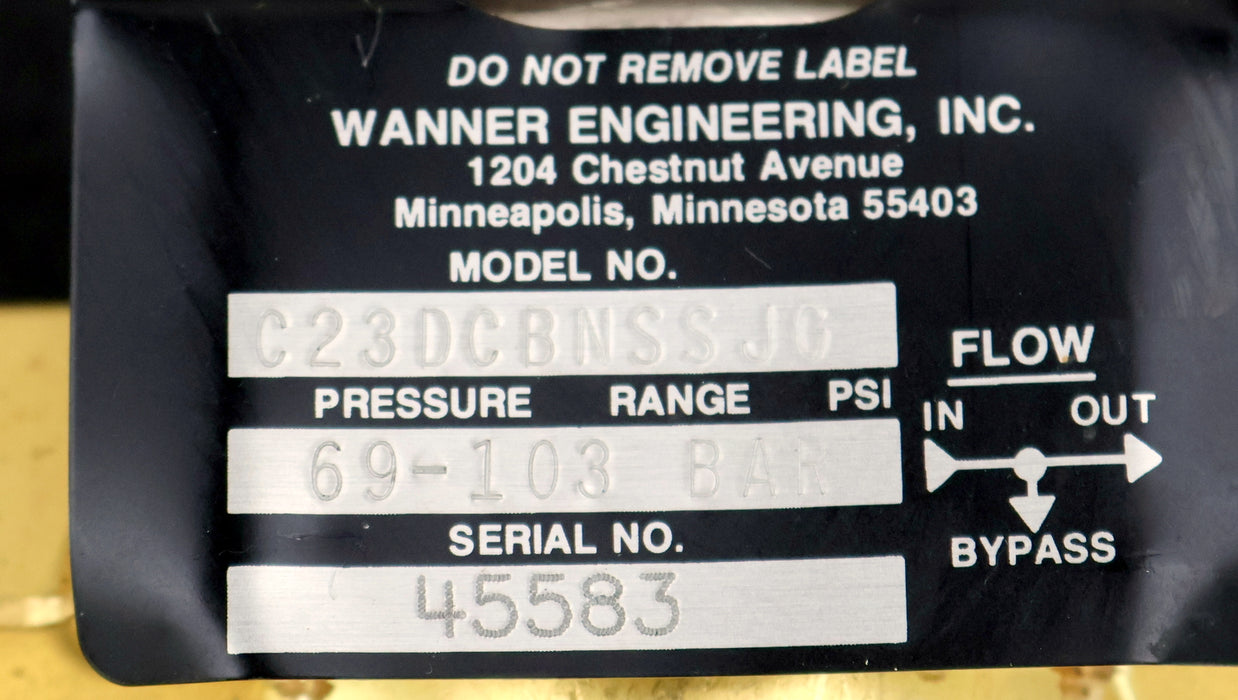 DO NOT REMOVE LABEL
WANNER ENGINEERING, INC.
1204 Chestnut Avenue
Minneapolis, Minnesota 55403
MODEL NO.
C23DCBNSSJG
PRESSURE RANGE PSI
69-103 BAR
SERIAL NO.
45583
FLOW
IN OUT
BYPASS